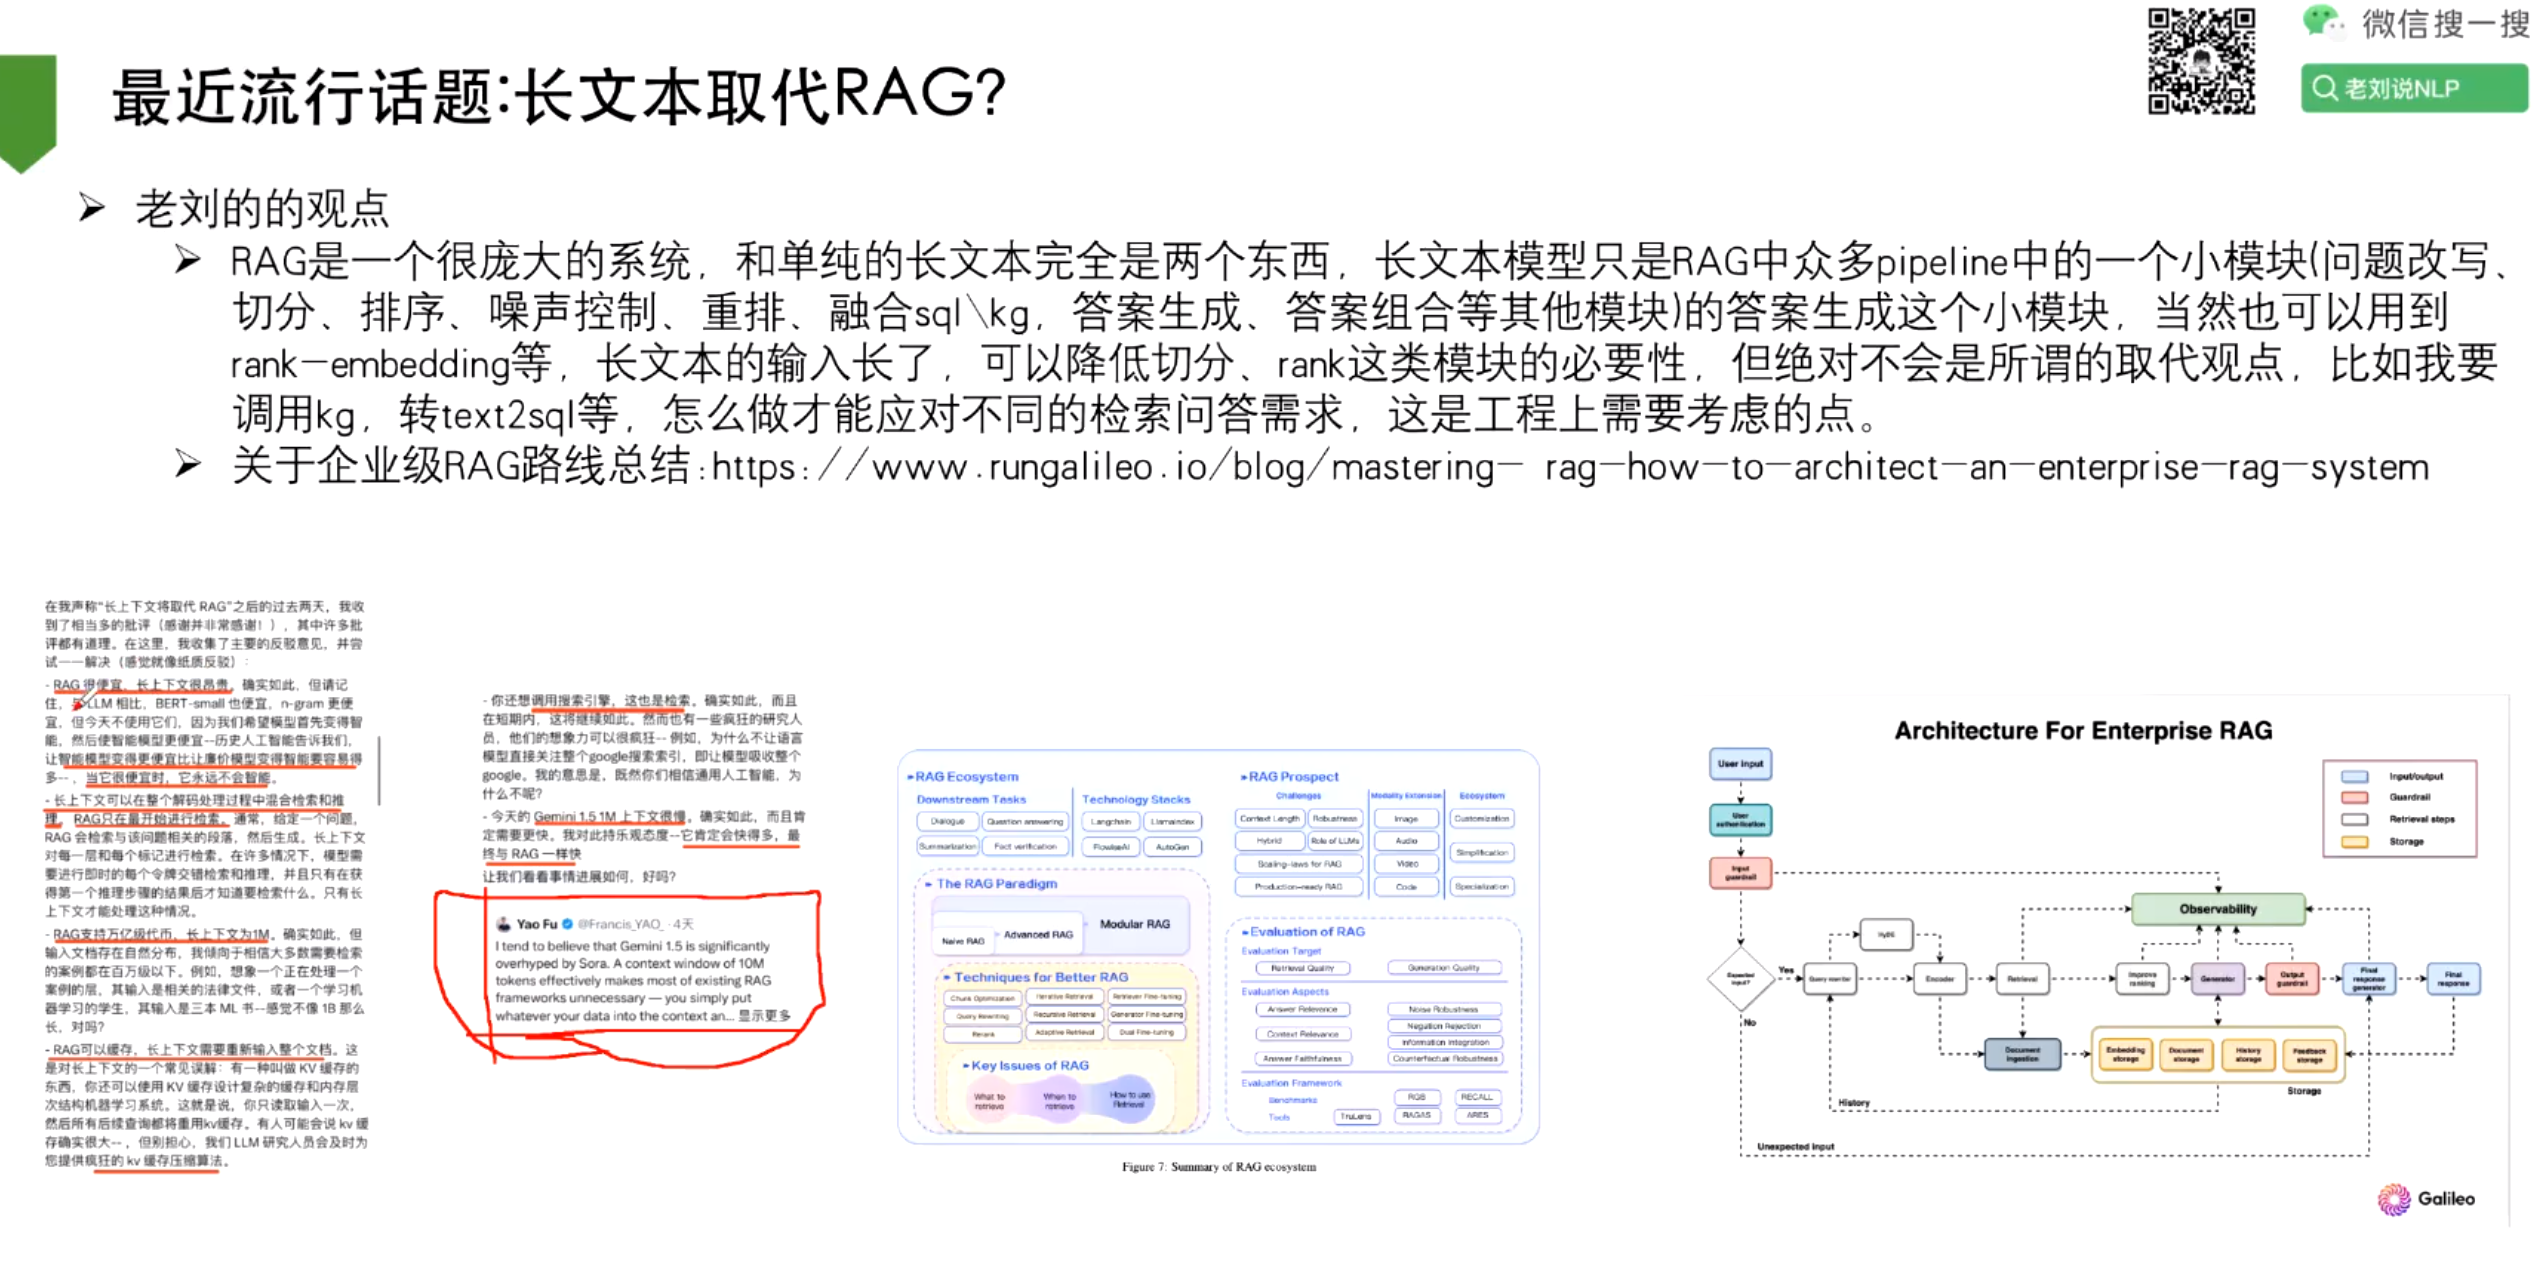 微信搜一搜
老刘说NLP
最近流行话题:长文本取代RAG?
老刘的的观点
RAG是一个很庞大的系统，和单纯的长文本完全是两个东西，长文本模型只是RAG中众多pipeline中的一个小模块(问题改写、
切分、排序、噪声控制、重排、融合sql\kg，答案生成、答案组合等其他模块)的答案生成这个小模块，当然也可以用到
rank-embedding等，长文本的输入长了，可以降低切分、rank这类模块的必要性，但绝对不会是所谓的取代观点，比如我要
调用kg，转text2sql等，怎么做才能应对不同的检索问答需求，这是工程上需要考虑的点。
关于企业级RAG路线总结:https://www.rungalileo.io/blog/mastering- rag-how-to-architect-an-enterprise-rag-system
在我声称“长上下文将取代 RAG”之后的过去两天，我收
到了相当多的批评（感谢并非常感谢！），其中许多批
评都有道理。在这里，我收集了主要的反驳意见，并尝
试一一解决（感觉就像纸质反驳）：
- RAG 很便宜，长上下文很昂贵。确实如此，但请记
住，与LLM 相比，BERT-small 也便宜，n-gram 更便
宜，但今天不使用它们，因为我们希望模型首先变得智
能，然后使智能模型更便宜--历史人工智能告诉我们，
让智能模型变得更便宜比让廉价模型变得智能要容易得
多--，当它很便宜时，它永远不会智能。
- 长上下文可以在整个解码处理过程中混合检索和推
理，RAG只在最开始进行检索。通常，给定一个问题，
RAG 会检索与该问题相关的段落，然后生成。长上下文
对每一层和每个标记进行检索。在许多情况下，模型需
要进行即时的每个令牌交错检索和推理，并且只有在获
得第一个推理步骤的结果后才知道要检索什么。只有长
上下文才能处理这种情况。
- RAG支持万亿级代币，长上下文为1M。确实如此，但
输入文档存在自然分布，我倾向于相信大多数需要检索
的案例都在百万级以下。例如，想象一个正在处理一个
案例的层，其输入是相关的法律文件，或者一个学习机
器学习的学生，其输入是三本 ML 书--感觉不像 1B 那么
长，对吗？
- RAG可以缓存，长上下文需要重新输入整个文档。这
是对长上下文的一个常见误解：有一种叫做 KV 缓存的
东西，你还可以使用 KV 缓存设计复杂的缓存和内存层
次结构机器学习系统。这就是说，你只读取输入一次，
然后所有后续查询都将重用kv缓存。有人可能会说 kv 缓
存确实很大--，但别担心，我们 LLM 研究人员会及时为
您提供疯狂的 kv 缓存压缩算法。
- 你还想调用搜索引擎，这也是检索。确实如此，而且
在短期内，这将继续如此。然而也有一些疯狂的研究人
员，他们的想象力可以很疯狂-- 例如，为什么不让语言
模型直接关注整个google搜索索引，即让模型吸收整个
google。我的意思是，既然你们相信通用人工智能，为
什么不呢？
- 今天的 Gemini 1.5 1M 上下文很慢。确实如此，而且肯
定需要更快。我对此持乐观态度--它肯定会快得多，最
终与 RAG 一样快
让我们看看事情进展如何，好吗？
Yao Fu @Francis_YAO_ · 4天
I tend to believe that Gemini 1.5 is significantly
overhyped by Sora. A context window of 10M
tokens effectively makes most of existing RAG
frameworks unnecessary — you simply put
whatever your data into the context an... 显示更多
RAG Ecosystem
Downstream Tasks
Technology Stacks
Dialogue
Question answering
Langchain
LlamaIndex
Summarization
Fact verification
FlowiseAI
AutoGen
The RAG Paradigm
Naive RAG
Advanced RAG
Modular RAG
Techniques for Better RAG
Chunk Optimization
Iterative Retrieval
Retriever Fine-tuning
Query Rewriting
Recursive Retrieval
Generator Fine-tuning
Rerank
Adaptive Retrieval
Dual Fine-tuning
Key Issues of RAG
What to
retrieve
When to
retrieve
How to use
Retrieval
RAG Prospect
Challenges
Modality Extension
Ecosystem
Context Length
Robustness
Image
Customization
Hybrid
Role of LLMs
Audio
Simplification
Scaling-laws for RAG
Video
Production-ready RAG
Code
Specialization
Evaluation of RAG
Evaluation Target
Retrieval Quality
Generation Quality
Evaluation Aspects
Answer Relevance
Noise Robustness
Negation Rejection
Context Relevance
Information Integration
Answer Faithfulness
Counterfactual Robustness
Evaluation Framework
Benchmarks
RGB
RECALL
Tools
TruLens
RAGAS
ARES
Figure 7: Summary of RAG ecosystem
Architecture For Enterprise RAG
User input
User
authentication
Input
guardrail
Input/output
Guardrail
Retrieval steps
Storage
Observability
Expected
input?
Yes
No
Query rewriter
HyDE
Encoder
Retrieval
Improve
ranking
Generator
Output
guardrail
Final
response
generator
Final
response
Document
ingestion
Embedding
storage
Document
storage
History
storage
Feedback
storage
Storage
History
Unexpected input
Galileo